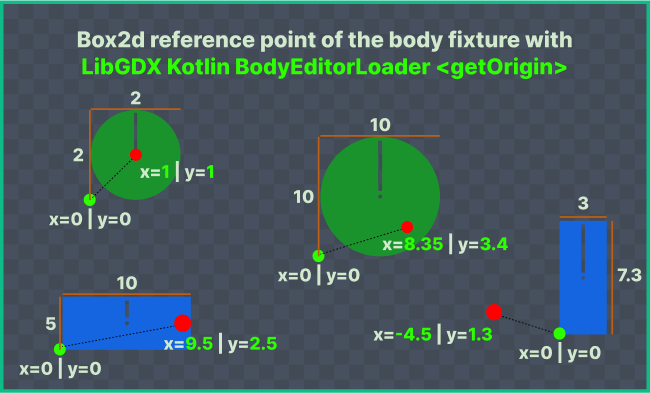 Box2d reference point of the body fixture with
LibGDX Kotlin BodyEditorLoader <getOrigin>
2
2
x=1 | y=1
x=0 | y=0
10
10
x=8.35 | y=3.4
x=0 | y=0
3
7.3
x=-4.5 | y=1.3
x=0 | y=0
10
5
x=9.5 | y=2.5
x=0 | y=0